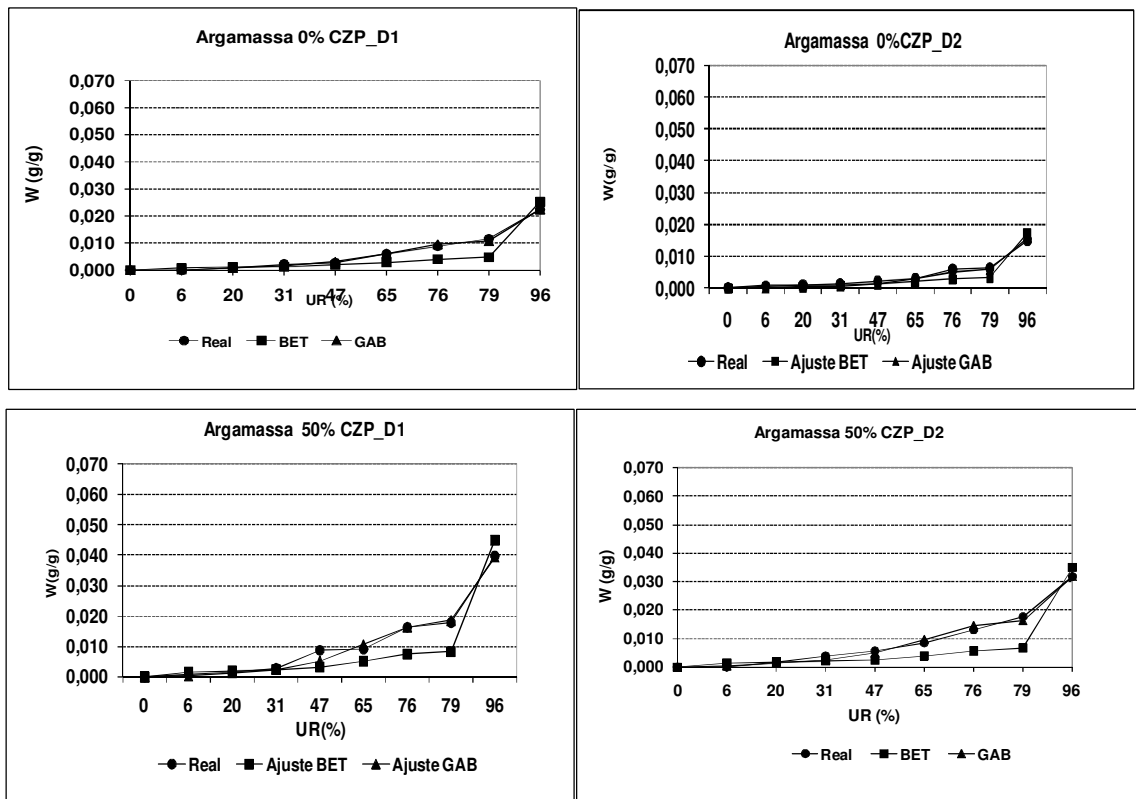 Argamassa 0% CZP_D1
W (g/g)
0,070
0,060
0,050
0,040
0,030
0,020
0,010
0,000
0 6 20 31 47 65 76 79 96
UR (%)
Real BET GAB
Argamassa 0%CZP_D2
W(g/g)
0,070
0,060
0,050
0,040
0,030
0,020
0,010
0,000
0 6 20 31 47 65 76 79 96
UR(%)
Real Ajuste BET Ajuste GAB
Argamassa 50% CZP_D1
W(g/g)
0,070
0,060
0,050
0,040
0,030
0,020
0,010
0,000
0 6 20 31 47 65 76 79 96
UR(%)
Real Ajuste BET Ajuste GAB
Argamassa 50% CZP_D2
W (g/g)
0,070
0,060
0,050
0,040
0,030
0,020
0,010
0,000
0 6 20 31 47 65 76 79 96
UR (%)
Real BET GAB